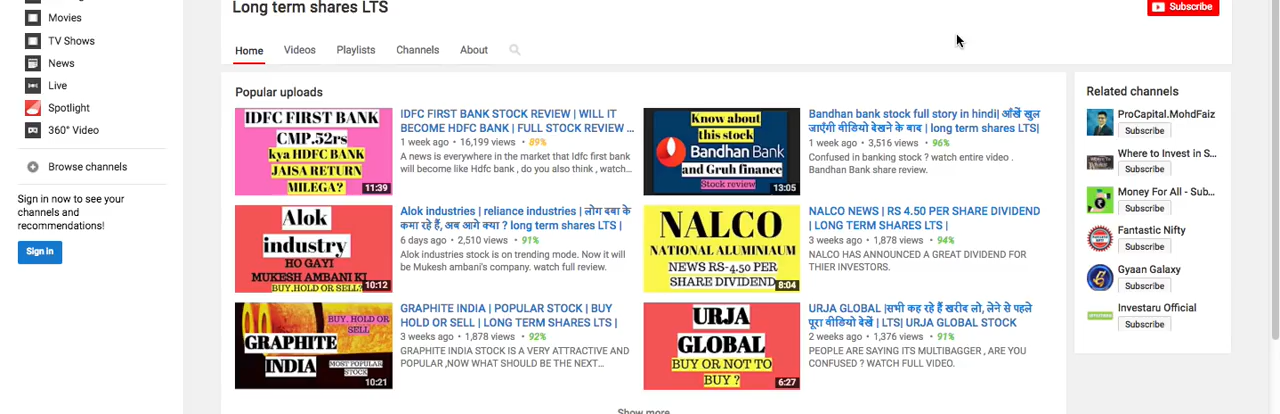 Long term shares LTS
Subscribe
Movies
TV Shows
News
Live
Spotlight
360° Video
Browse channels
Sign in now to see your
channels and
recommendations!
Sign in
Home Videos Playlists Channels About
Popular uploads
IDFC FIRST BANK
CMP.52rs
kya HDFC BANK
JAISA RETURN
MILEGA?
11:39
IDFC FIRST BANK STOCK REVIEW | WILL IT
BECOME HDFC BANK | FULL STOCK REVIEW ...
1 week ago • 16,199 views • 89%
A news is everywhere in the market that Idfc first bank
will become like Hdfc bank , do you also think , watch...
Know about
this stock
Bandhan Bank
and Gruh finance
Stock review
13:05
Bandhan bank stock full story in hindi| आँखें खुल
जाएँगी वीडियो देखने के बाद | long term shares LTS|
1 week ago • 3,516 views • 96%
Confused in banking stock ? watch entire video .
Bandhan Bank share review.
Alok
industry
HO GAYI
MUKESH AMBANI KI
BUY,HOLD OR SELL?
10:12
Alok industries | reliance industries | लोग दबा के
कमा रहे हैं, अब आगे क्या ? long term shares LTS |
6 days ago • 2,510 views • 91%
Alok industries stock is on trending mode. Now it will
be Mukesh ambani's company. watch full review.
NALCO
NATIONAL ALUMINIAUM
NEWS RS-4.50 PER
SHARE DIVIDEND
8:04
NALCO NEWS | RS 4.50 PER SHARE DIVIDEND
| LONG TERM SHARES LTS |
3 weeks ago • 1,878 views • 94%
NALCO HAS ANNOUNCED A GREAT DIVIDEND FOR
THIER INVESTORS.
BUY, HOLD OR
SELL
GRAPHITE
INDIA
MOST POPULAR
STOCK
10:21
GRAPHITE INDIA | POPULAR STOCK | BUY
HOLD OR SELL | LONG TERM SHARES LTS |
3 weeks ago • 1,878 views • 92%
GRAPHITE INDIA STOCK IS A VERY ATTRACTIVE AND
POPULAR ,NOW WHAT SHOULD BE THE NEXT...
URJA
GLOBAL
BUY OR NOT TO
BUY ?
6:27
URJA GLOBAL |सभी कह रहे हैं खरीद लो, लेने से पहले
पूरा वीडियो देखें | LTS| URJA GLOBAL STOCK
2 weeks ago • 1,376 views • 91%
PEOPLE ARE SAYING ITS MULTIBAGGER , ARE YOU
CONFUSED ? WATCH FULL VIDEO.
Show more
Related channels
ProCapital.MohdFaiz
Subscribe
Where to Invest in S...
Subscribe
Money For All - Sub...
Subscribe
Fantastic Nifty
Subscribe
Gyaan Galaxy
Subscribe
Investaru Official
Subscribe